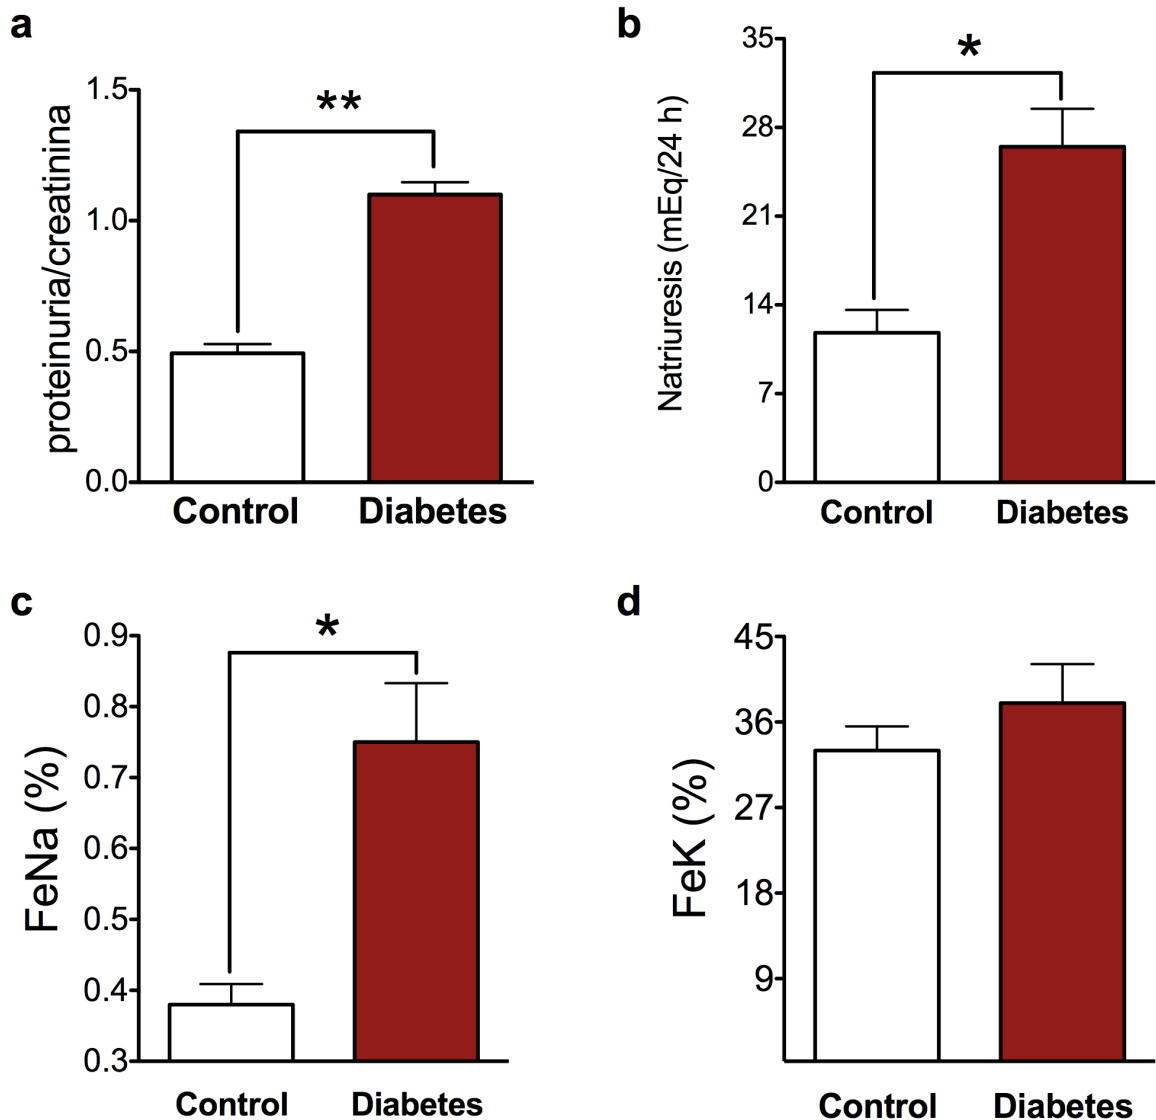 a
proteinuria/creatinina
1.5
1.0
0.5
0.0
**
Control Diabetes
b
Natriuresis (mEq/24 h)
35
28
21
14
7
0
*
Control Diabetes
c
FeNa (%)
0.9
0.8
0.7
0.6
0.5
0.4
0.3
*
Control Diabetes
d
FeK (%)
45
36
27
18
9
Control Diabetes